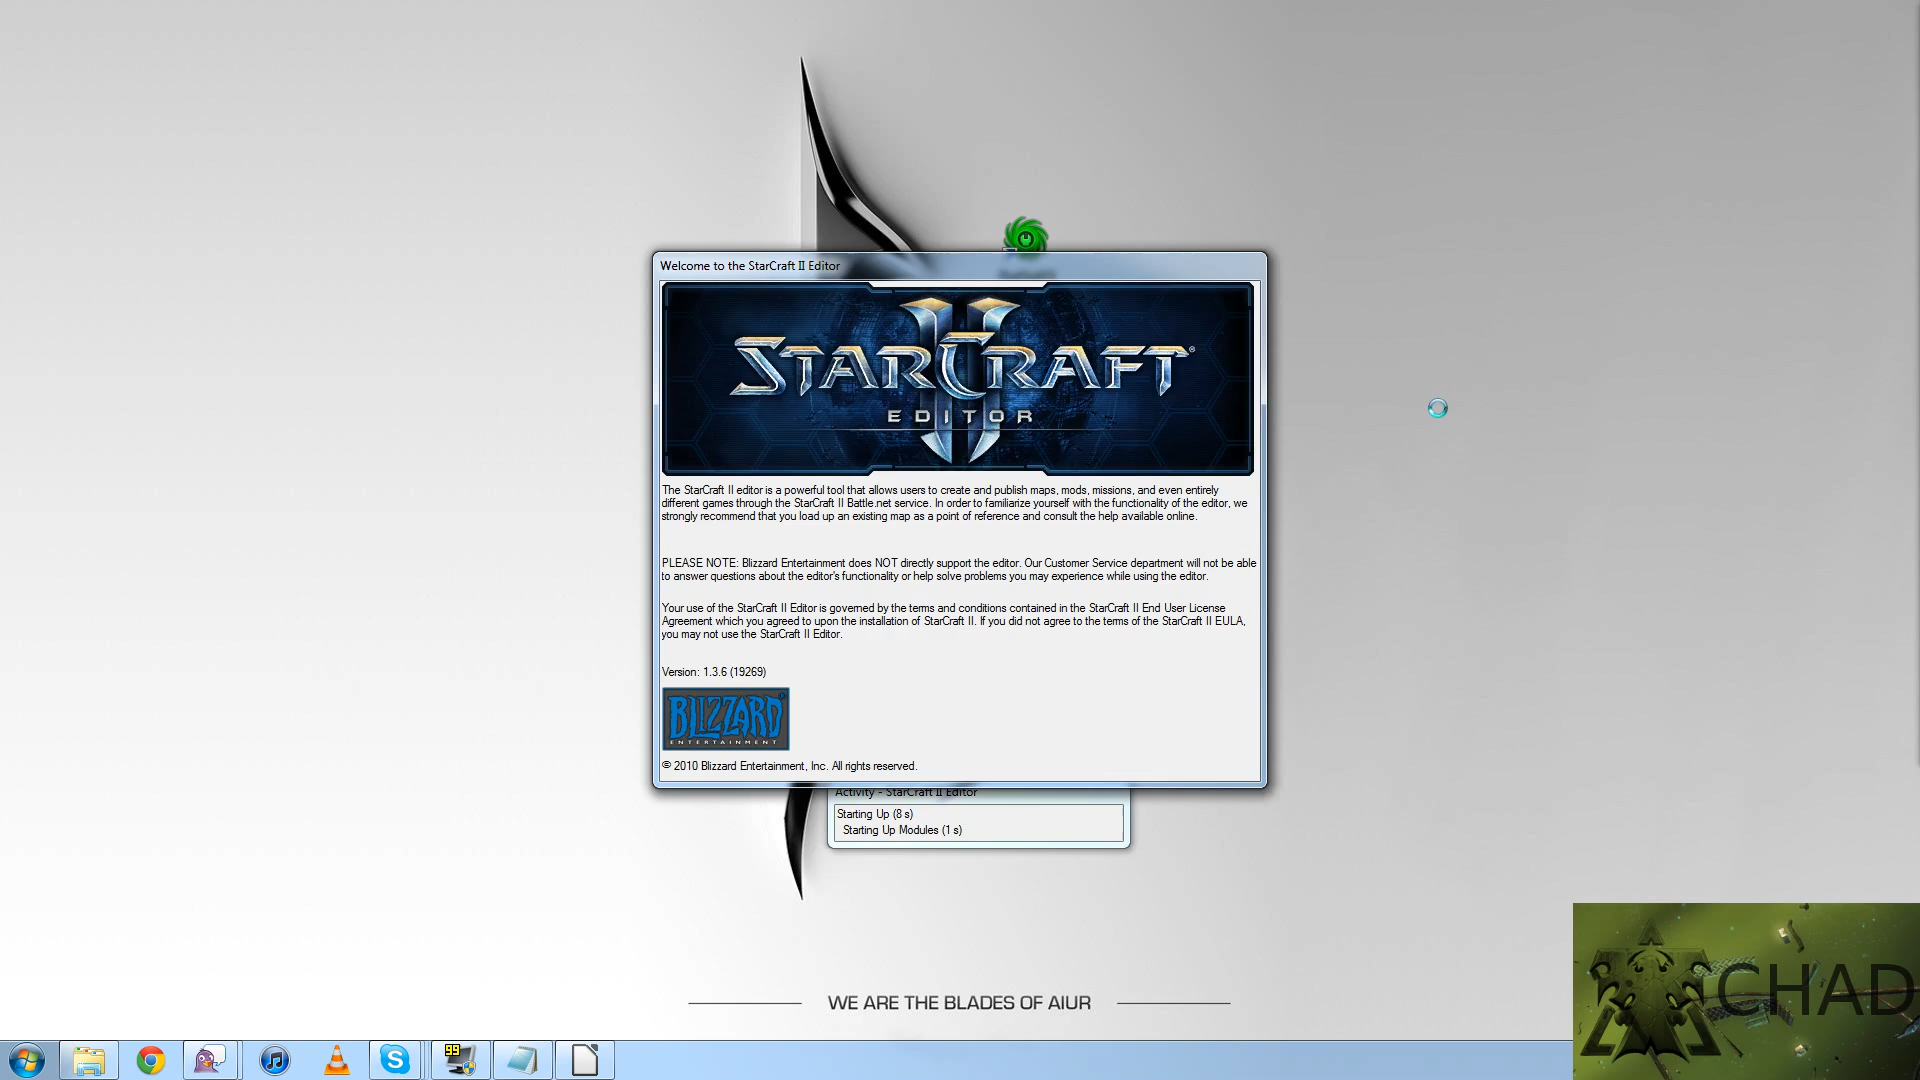 Welcome to the StarCraft II Editor
STARCRAFT®
II
EDITOR
The StarCraft II editor is a powerful tool that allows users to create and publish maps, mods, missions, and even entirely
different games through the StarCraft II Battle.net service. In order to familiarize yourself with the functionality of the editor, we
strongly recommend that you load up an existing map as a point of reference and consult the help available online.
PLEASE NOTE: Blizzard Entertainment does NOT directly support the editor. Our Customer Service department will not be able
to answer questions about the editor's functionality or help solve problems you may experience while using the editor.
Your use of the StarCraft II Editor is governed by the terms and conditions contained in the StarCraft II End User License
Agreement which you agreed to upon the installation of StarCraft II. If you did not agree to the terms of the StarCraft II EULA,
you may not use the StarCraft II Editor.
Version: 1.3.6 (19269)
BLIZZARD
ENTERTAINMENT
© 2010 Blizzard Entertainment, Inc. All rights reserved.
Activity - StarCraft II Editor
Starting Up (8 s)
Starting Up Modules (1 s)
WE ARE THE BLADES OF AIUR
CHAD
99